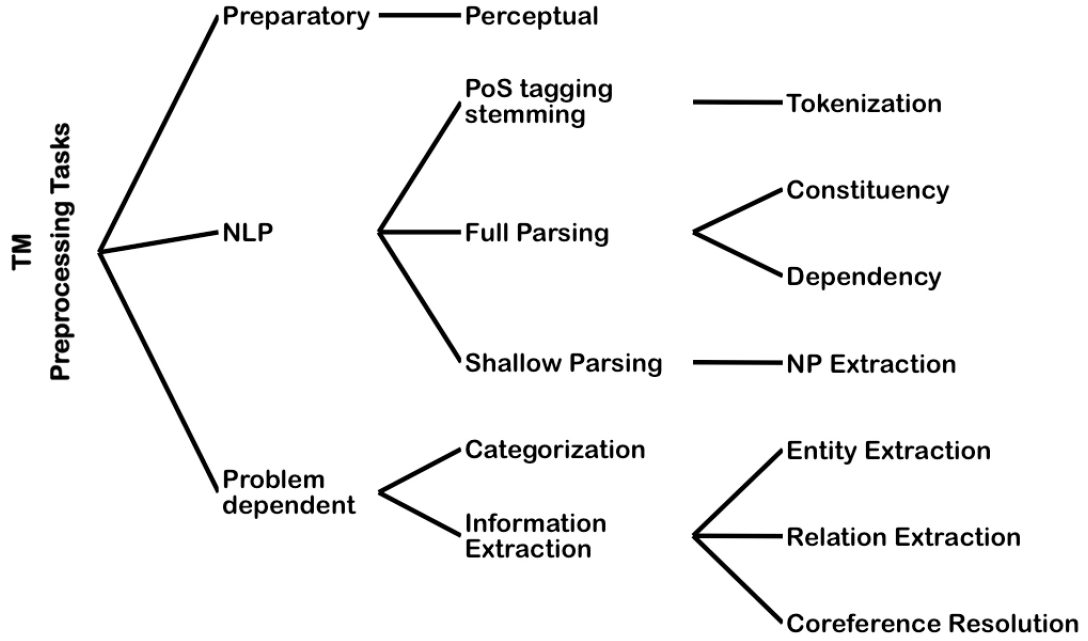 TM
Preprocessing Tasks
Preparatory
Perceptual
PoS tagging
stemming
Tokenization
NLP
Full Parsing
Constituency
Dependency
Shallow Parsing
NP Extraction
Problem
dependent
Categorization
Information
Extraction
Entity Extraction
Relation Extraction
Coreference Resolution